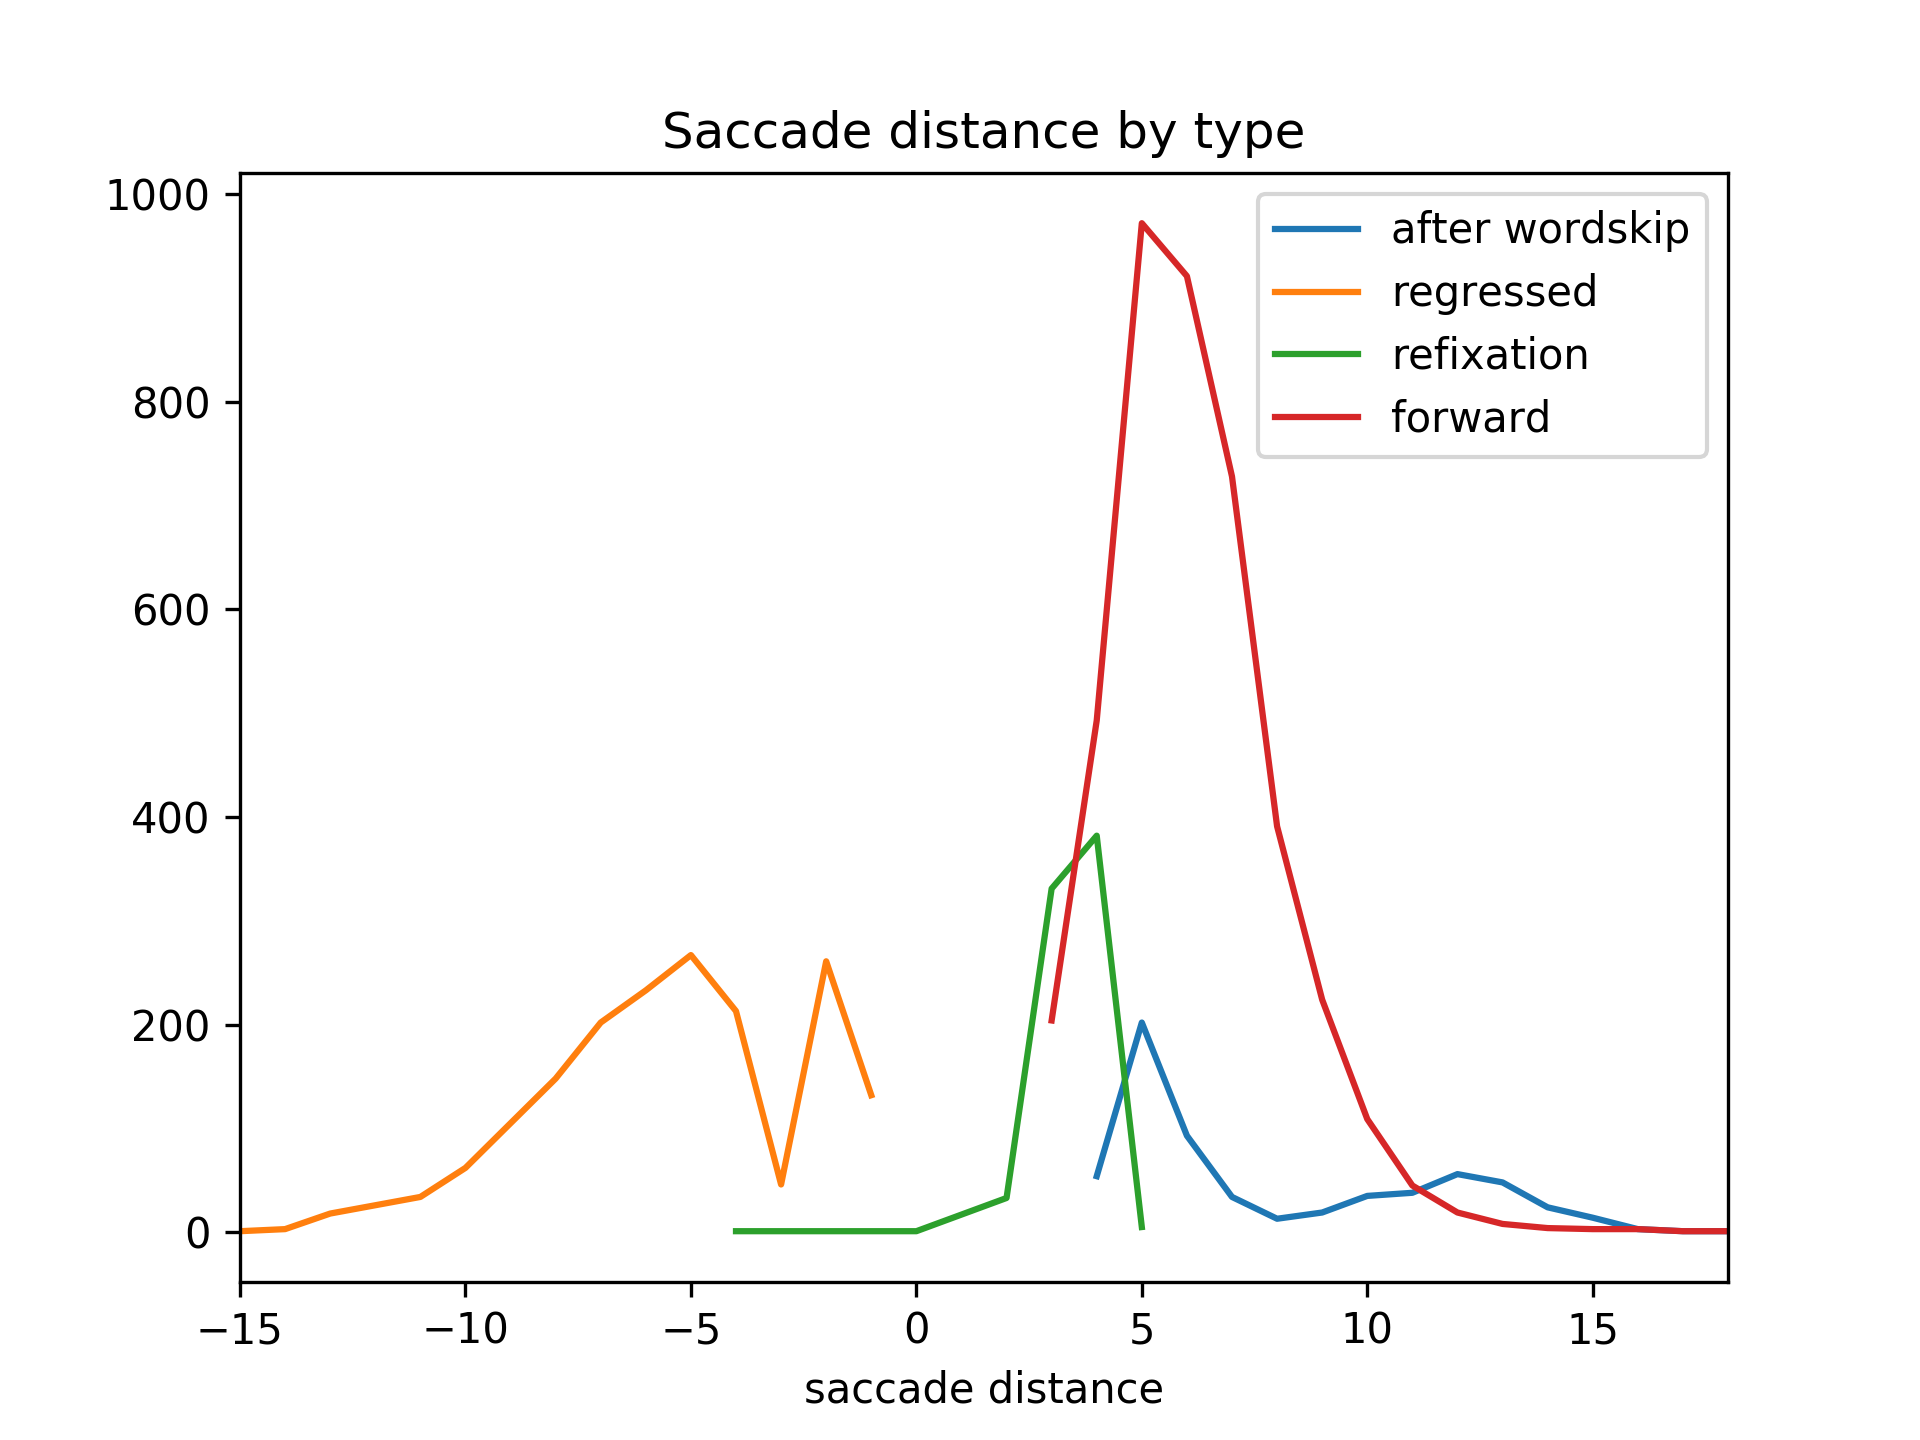 Saccade distance by type
1000
800
600
400
200
0
after wordskip
regressed
refixation
forward
−15 −10 −5 0 5 10 15
saccade distance